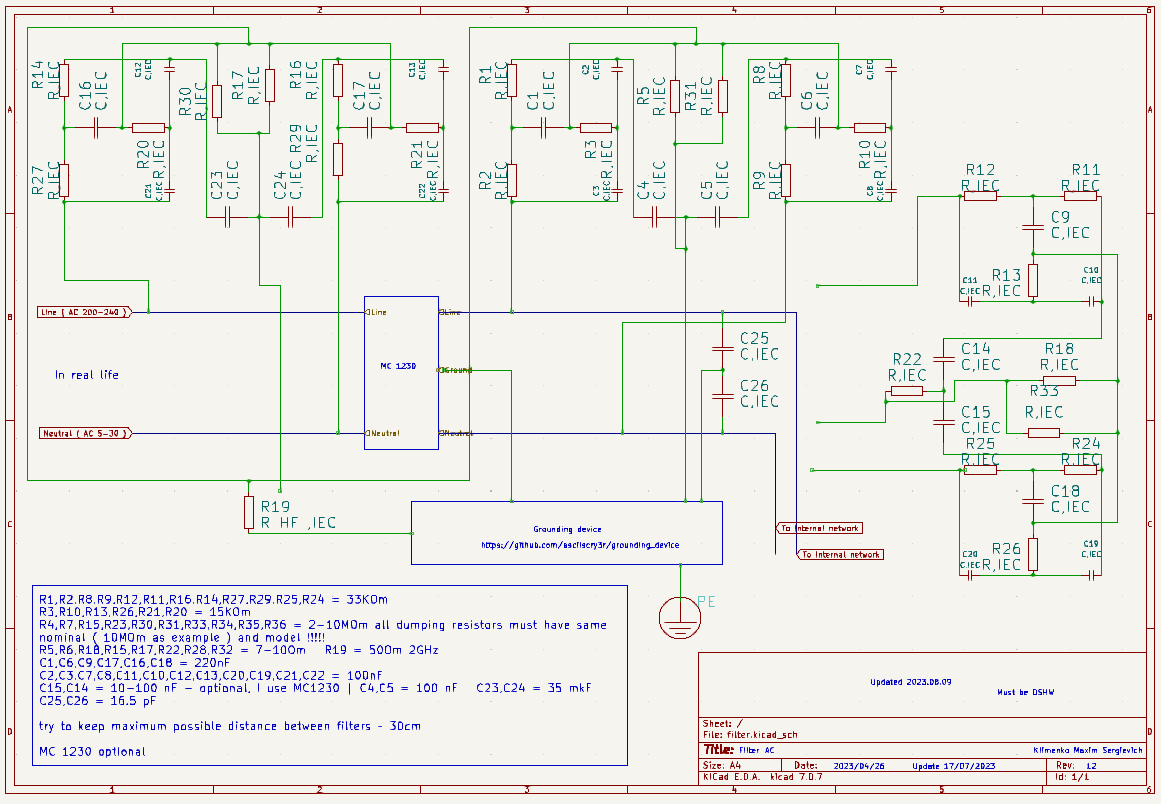 1 2 3 4 5 6
A
B
C
D
R14
R,IEC
C16
C,IEC
C12
C,IEC
R30
R,IEC
R17
R,IEC
R16
R,IEC
C17
C,IEC
C13
C,IEC
R27
R,IEC
R20
R,IEC
C21
C,IEC
C23
C,IEC
C24
C,IEC
R29
R,IEC
R21
R,IEC
C22
C,IEC
R1
R,IEC
C1
C,IEC
C2
C,IEC
R5
R,IEC
R31
R,IEC
R8
R,IEC
C6
C,IEC
C7
C,IEC
R2
R,IEC
R3
R,IEC
C3
C,IEC
C4
C,IEC
C5
C,IEC
R9
R,IEC
R10
R,IEC
C8
C,IEC
R12
R,IEC
R11
R,IEC
C9
C,IEC
R13
R,IEC
C11
C,IEC
C10
C,IEC
Line ( AC 200-240 )
Line
Line
MC 1230
Ground
In real life
Neutral ( AC 5-30 )
Neutral
Neutral
C25
C,IEC
C26
C,IEC
R22
R,IEC
C14
C,IEC
R18
R,IEC
R33
R,IEC
C15
C,IEC
R25
R,IEC
R24
R,IEC
C18
C,IEC
R26
R,IEC
C20
C,IEC
C19
C,IEC
R19
R HF ,IEC
Grounding device
https://github.com/asciiscry3r/grounding_device
To Internal network
To Internal network
PE
R1,R2.R8,R9,R12,R11,R16.R14,R27,R29.R25,R24 = 33KOm
R3,R10,R13,R26,R21,R20 = 15KOm
R4,R7,R15,R23,R30,R31,R33,R34,R35,R36 = 2-10MOm all dumping resistors must have same
nominal ( 10MOm as example ) and model !!!!!
R5,R6,R18,R15,R17,R22,R28,R32 = 7-10Om R19 = 50Om 2GHz
C1,C6,C9,C17,C16,C18 = 220nF
C2,C3,C7,C8,C11,C10,C12,C13,C20,C19,C21,C22 = 100nF
C15,C14 = 10-100 nF - optional, I use MC1230 | C4,C5 = 100 nF C23,C24 = 35 mkF
C25,C26 = 16.5 pF
try to keep maximum possible distance between filters - 30cm
MC 1230 optional
Updated 2023.08.09
Must be OSHW
Sheet: /
File: filter.kicad_sch
Title: Filter AC Klimenko Maxim Sergievich
Size: A4 Date: 2023/04/26 Update 17/07/2023 Rev: 1.2
KiCad E.D.A. kicad 7.0.7 Id: 1/1
1 2 3 4 5 6